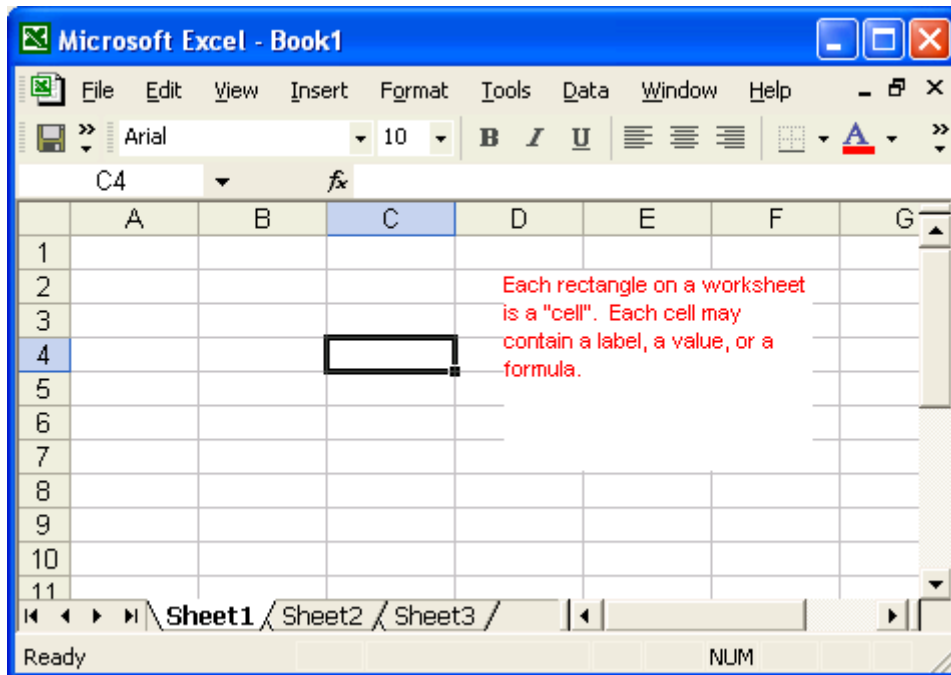 Microsoft Excel - Book1
File Edit View Insert Format Tools Data Window Help
Arial 10 B I U A
C4 fx
A B C D E F G
1
2
3
4
5
6
7
8
9
10
11
Each rectangle on a worksheet
is a "cell". Each cell may
contain a label, a value, or a
formula.
Sheet1 Sheet2 Sheet3
Ready NUM